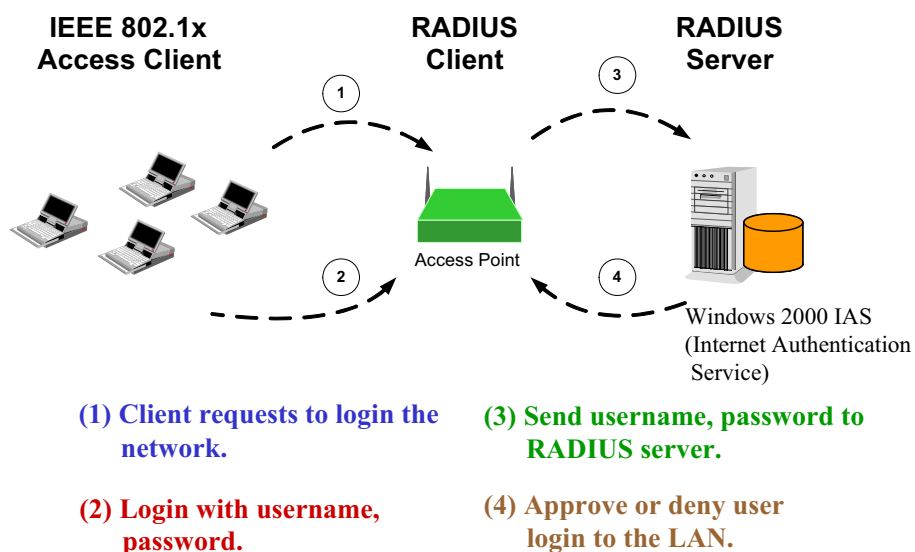 IEEE 802.1x
Access Client
RADIUS
Client
RADIUS
Server
1
3
Access Point
2
4
Windows 2000 IAS
(Internet Authentication
Service)
(1) Client requests to login the
network.
(2) Login with username,
password.
(3) Send username, password to
RADIUS server.
(4) Approve or deny user
login to the LAN.